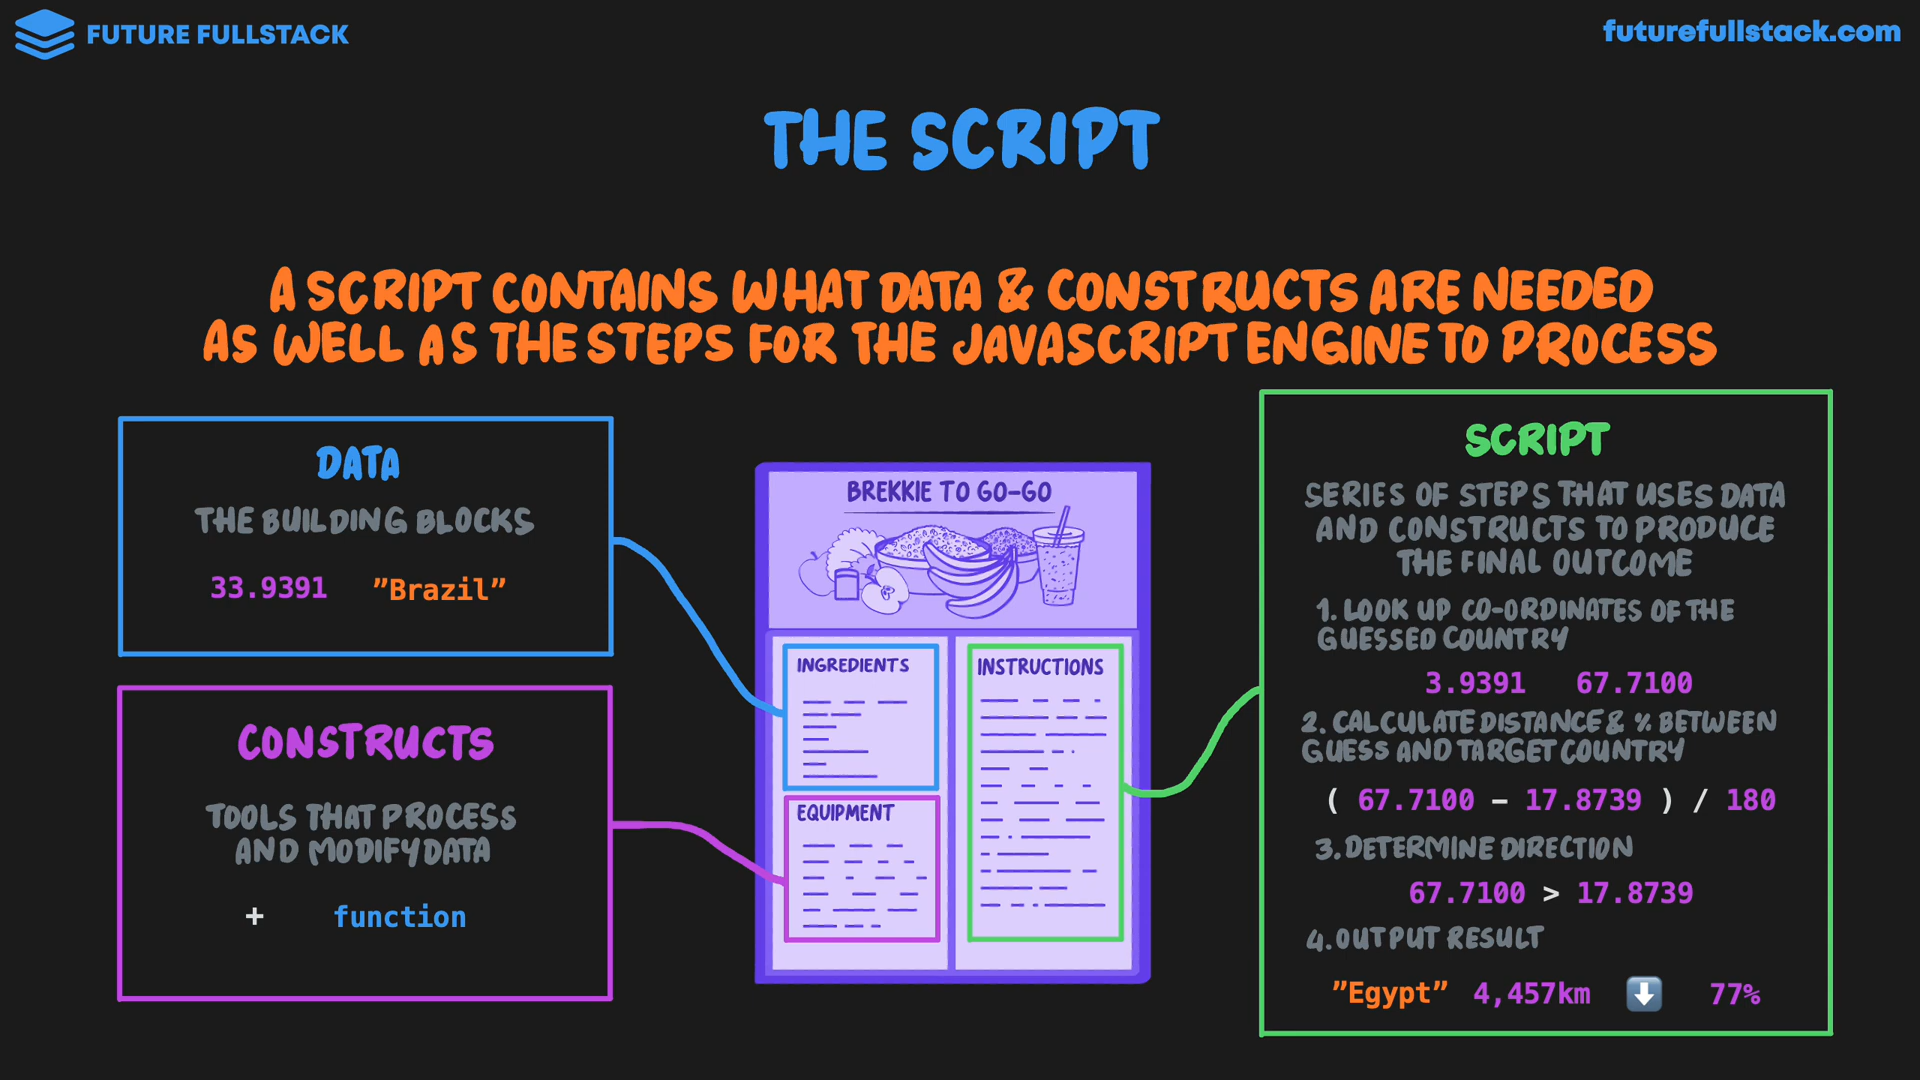 FUTURE FULLSTACK
futurefullstack.com
THE SCRIPT
A SCRIPT CONTAINS WHAT DATA & CONSTRUCTS ARE NEEDED
AS WELL AS THE STEPS FOR THE JAVASCRIPT ENGINE TO PROCESS
DATA
THE BUILDING BLOCKS
33.9391 ”Brazil”
CONSTRUCTS
TOOLS THAT PROCESS
AND MODIFY DATA
+ function
BREKKIE TO GO-GO
INGREDIENTS
EQUIPMENT
INSTRUCTIONS
SCRIPT
SERIES OF STEPS THAT USES DATA
AND CONSTRUCTS TO PRODUCE
THE FINAL OUTCOME
1. LOOK UP CO-ORDINATES OF THE
GUESSED COUNTRY
3.9391 67.7100
2. CALCULATE DISTANCE & % BETWEEN
GUESS AND TARGET COUNTRY
( 67.7100 – 17.8739 ) / 180
3. DETERMINE DIRECTION
67.7100 > 17.8739
4. OUTPUT RESULT
”Egypt” 4,457km ⬇️ 77%